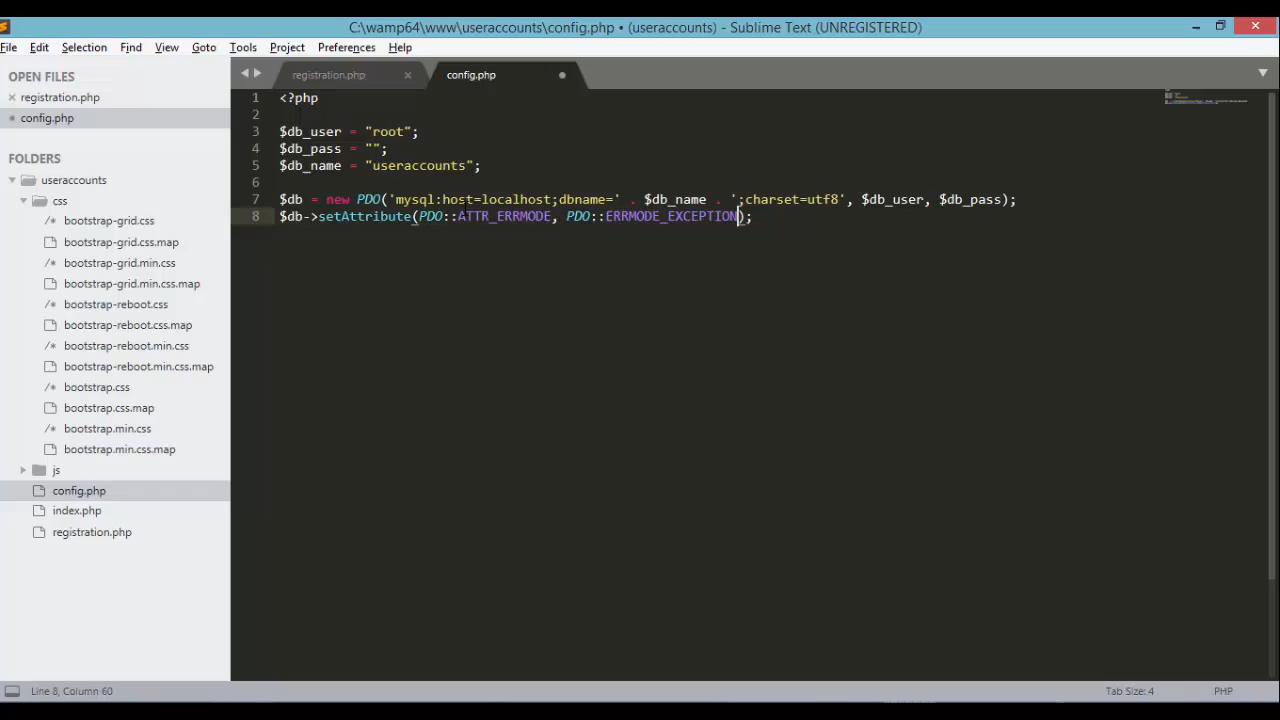 C:\wamp64\www\useraccounts\config.php • (useraccounts) - Sublime Text (UNREGISTERED)
File Edit Selection Find View Goto Tools Project Preferences Help
OPEN FILES
registration.php
config.php
FOLDERS
useraccounts
css
bootstrap-grid.css
bootstrap-grid.css.map
bootstrap-grid.min.css
bootstrap-grid.min.css.map
bootstrap-reboot.css
bootstrap-reboot.css.map
bootstrap-reboot.min.css
bootstrap-reboot.min.css.map
bootstrap.css
bootstrap.css.map
bootstrap.min.css
bootstrap.min.css.map
js
config.php
index.php
registration.php
registration.php config.php
1 <?php
2
3 $db_user = "root";
4 $db_pass = "";
5 $db_name = "useraccounts";
6
7 $db = new PDO('mysql:host=localhost;dbname=' . $db_name . ';charset=utf8', $db_user, $db_pass);
8 $db->setAttribute(PDO::ATTR_ERRMODE, PDO::ERRMODE_EXCEPTION);
Line 8, Column 60 Tab Size: 4 PHP